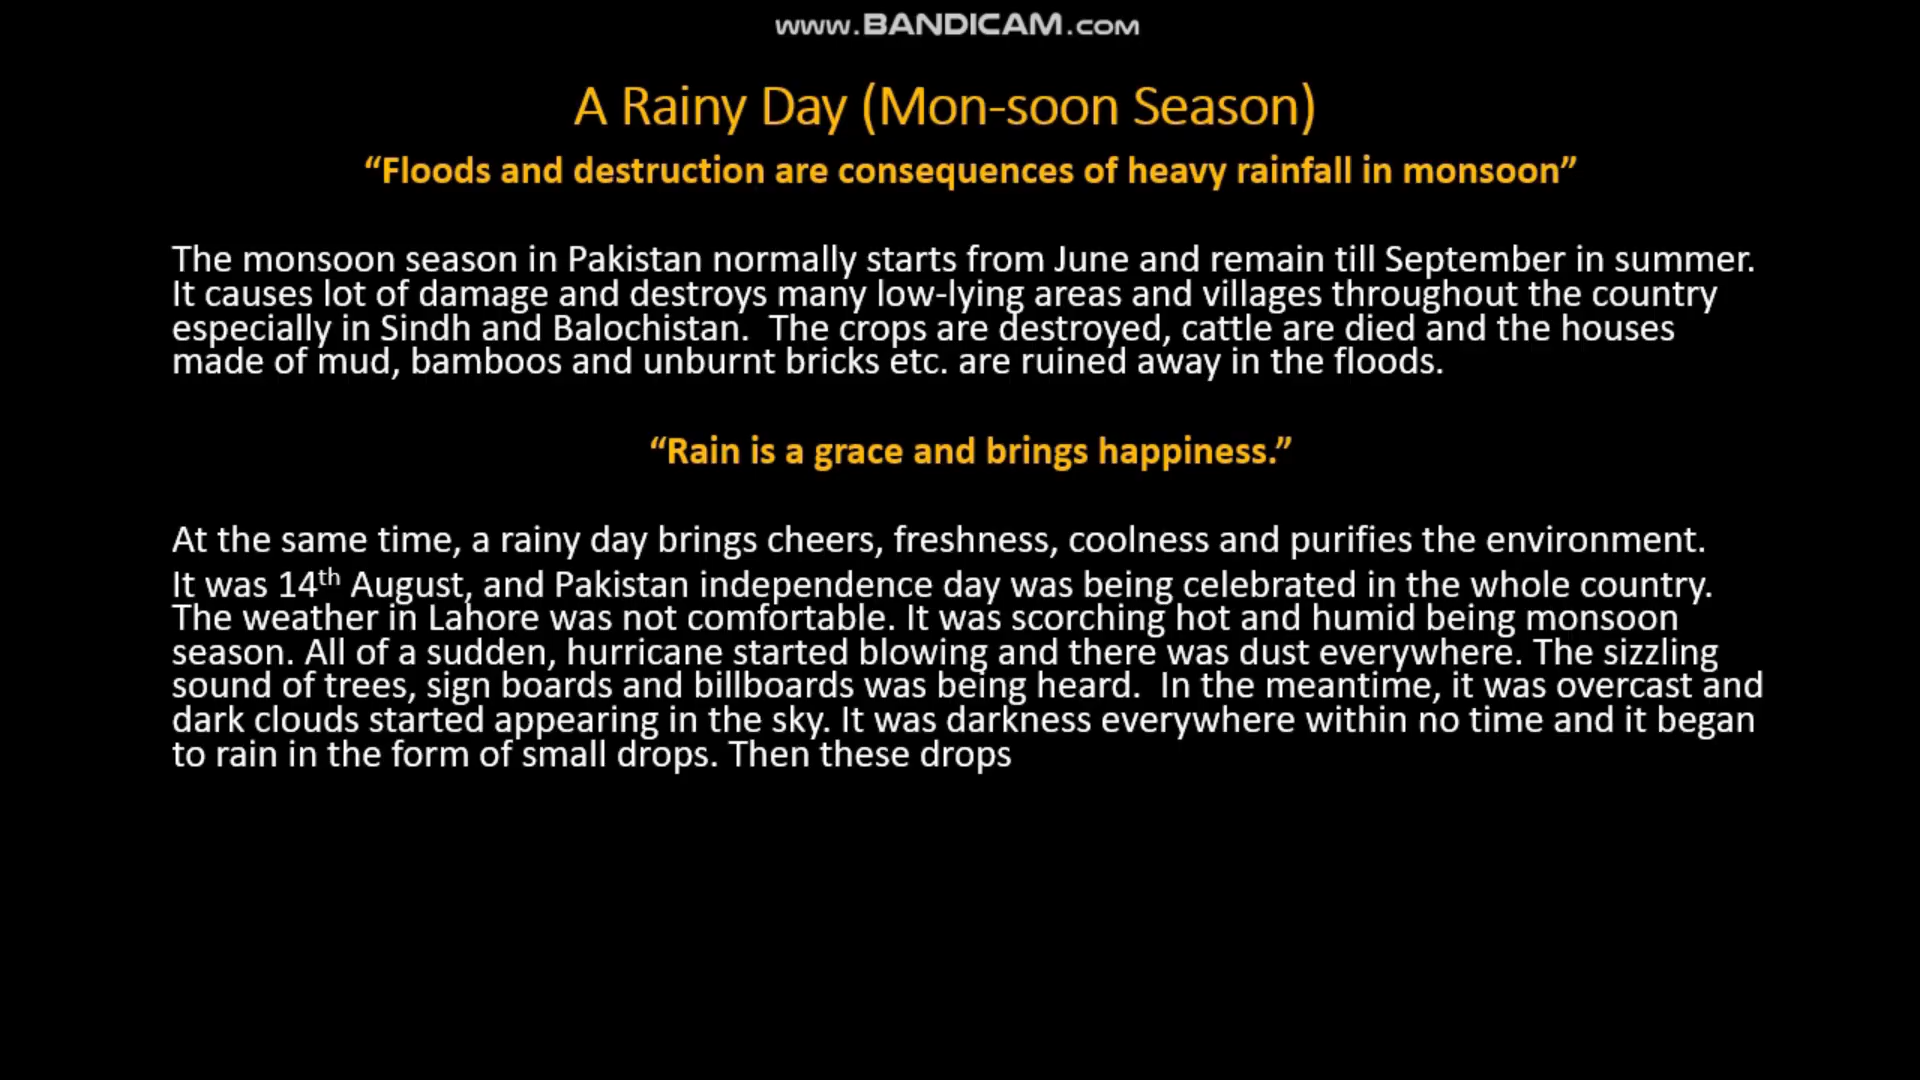 www.BANDICAM.com
A Rainy Day (Mon-soon Season)
“Floods and destruction are consequences of heavy rainfall in monsoon”
The monsoon season in Pakistan normally starts from June and remain till September in summer.
It causes lot of damage and destroys many low-lying areas and villages throughout the country
especially in Sindh and Balochistan.  The crops are destroyed, cattle are died and the houses
made of mud, bamboos and unburnt bricks etc. are ruined away in the floods.
“Rain is a grace and brings happiness.”
At the same time, a rainy day brings cheers, freshness, coolness and purifies the environment.
It was 14th August, and Pakistan independence day was being celebrated in the whole country.
The weather in Lahore was not comfortable. It was scorching hot and humid being monsoon
season. All of a sudden, hurricane started blowing and there was dust everywhere. The sizzling
sound of trees, sign boards and billboards was being heard.  In the meantime, it was overcast and
dark clouds started appearing in the sky. It was darkness everywhere within no time and it began
to rain in the form of small drops. Then these drops